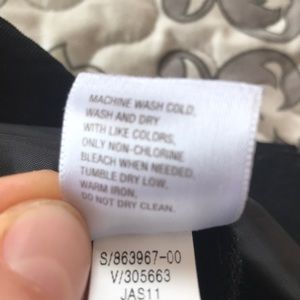 MACHINE WASH COLD,
WASH AND DRY
WITH LIKE COLORS,
ONLY NON-CHLORINE
BLEACH WHEN NEEDED,
TUMBLE DRY LOW,
WARM IRON,
DO NOT DRY CLEAN.
S/863967-00
V/305663
JAS11